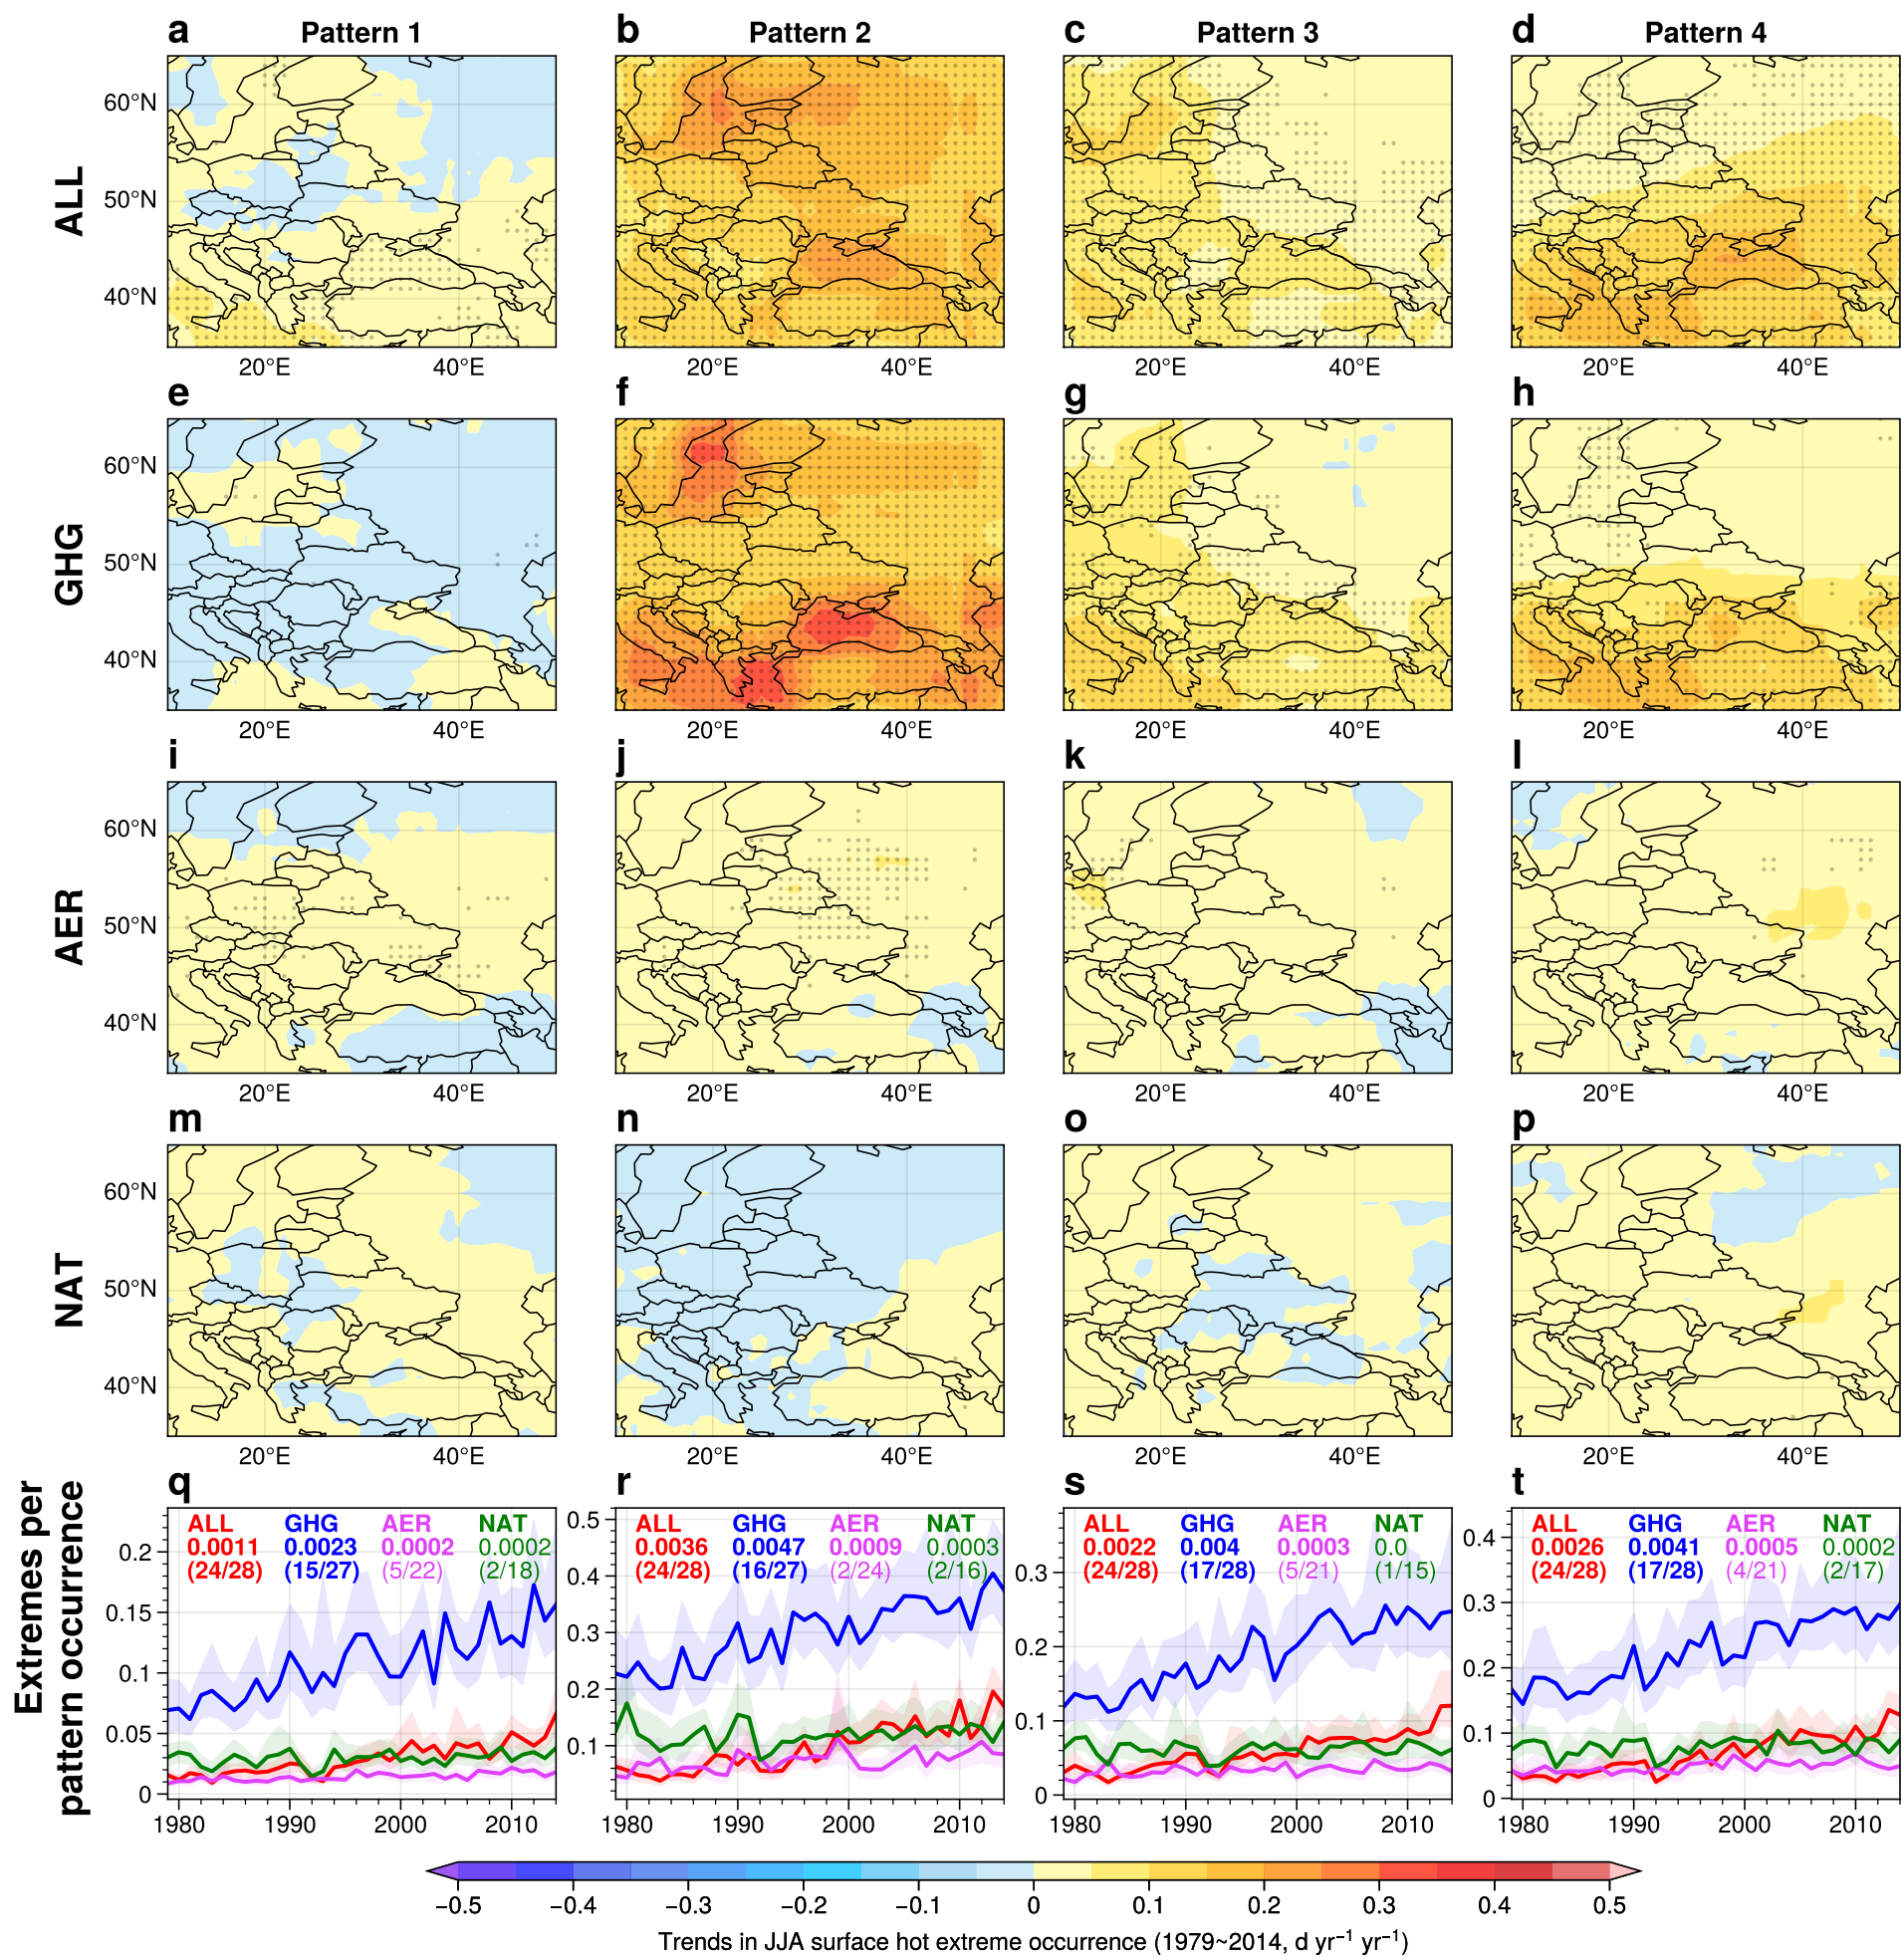 a Pattern 1 b Pattern 2 c Pattern 3 d Pattern 4
ALL
60°N
50°N
40°N
20°E 40°E 20°E 40°E 20°E 40°E 20°E 40°E
e f g h
GHG
60°N
50°N
40°N
20°E 40°E 20°E 40°E 20°E 40°E 20°E 40°E
i j k l
AER
60°N
50°N
40°N
20°E 40°E 20°E 40°E 20°E 40°E 20°E 40°E
m n o p
NAT
60°N
50°N
40°N
20°E 40°E 20°E 40°E 20°E 40°E 20°E 40°E
Extremes per
pattern occurrence
q
ALL GHG AER NAT
0.0011 0.0023 0.0002 0.0002
(24/28) (15/27) (5/22) (2/18)
0.2
0.15
0.1
0.05
0
1980 1990 2000 2010
r
ALL GHG AER NAT
0.0036 0.0047 0.0009 0.0003
(24/28) (16/27) (2/24) (2/16)
0.5
0.4
0.3
0.2
0.1
1980 1990 2000 2010
s
ALL GHG AER NAT
0.0022 0.004 0.0003 0.0
(24/28) (17/28) (5/21) (1/15)
0.3
0.2
0.1
0
1980 1990 2000 2010
t
ALL GHG AER NAT
0.0026 0.0041 0.0005 0.0002
(24/28) (17/28) (4/21) (2/17)
0.4
0.3
0.2
0.1
0
1980 1990 2000 2010
−0.5 −0.4 −0.3 −0.2 −0.1 0 0.1 0.2 0.3 0.4 0.5
Trends in JJA surface hot extreme occurrence (1979~2014, d yr⁻¹ yr⁻¹)